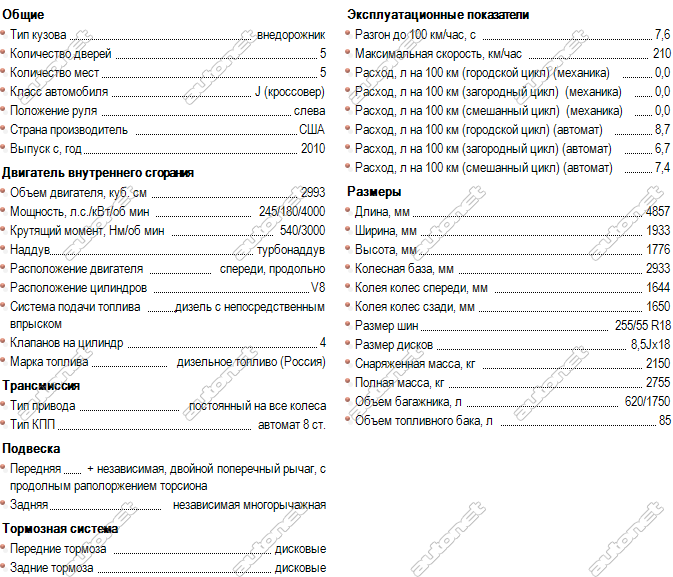 Общие
Тип кузова внедорожник
Количество дверей 5
Количество мест 5
Класс автомобиля J (кроссовер)
Положение руля слева
Страна производитель США
Выпуск с, год 2010
Двигатель внутреннего сгорания
Объем двигателя, куб. см 2993
Мощность, л.с./кВт/об мин 245/180/4000
Крутящий момент, Нм/об мин 540/3000
Наддув турбонаддув
Расположение двигателя спереди, продольно
Расположение цилиндров V8
Система подачи топлива дизель с непосредственным
впрыском
Клапанов на цилиндр 4
Марка топлива дизельное топливо (Россия)
Трансмиссия
Тип привода постоянный на все колеса
Тип КПП автомат 8 ст.
Подвеска
Передняя + независимая, двойной поперечный рычаг, с
продолным раполорожением торсиона
Задняя независимая многорычажная
Тормозная система
Передние тормоза дисковые
Задние тормоза дисковые
Эксплуатационные показатели
Разгон до 100 км/час, с 7,6
Максимальная скорость, км/час 210
Расход, л на 100 км (городской цикл) (механика) 0,0
Расход, л на 100 км (загородный цикл) (механика) 0,0
Расход, л на 100 км (смешанный цикл) (механика) 0,0
Расход, л на 100 км (городской цикл) (автомат) 8,7
Расход, л на 100 км (загородный цикл) (автомат) 6,7
Расход, л на 100 км (смешанный цикл) (автомат) 7,4
Размеры
Длина, мм 4857
Ширина, мм 1933
Высота, мм 1776
Колесная база, мм 2933
Колея колес спереди, мм 1644
Колея колес сзади, мм 1650
Размер шин 255/55 R18
Размер дисков 8,5Jx18
Снаряженная масса, кг 2150
Полная масса, кг 2755
Объем багажника, л 620/1750
Объем топливного бака, л 85
autonet